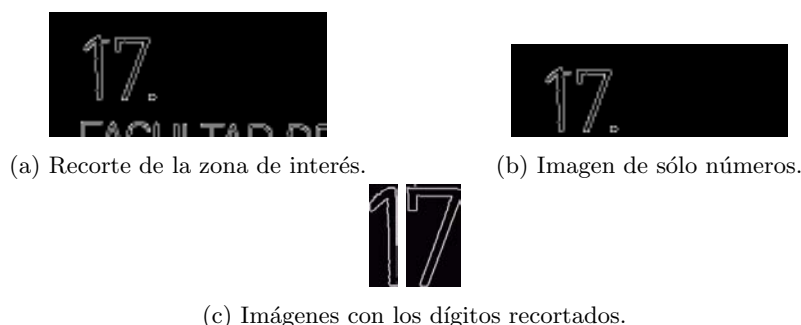 17.
FACULTAD DE
(a) Recorte de la zona de interés.
17.
(b) Imagen de sólo números.
17
(c) Imágenes con los dígitos recortados.